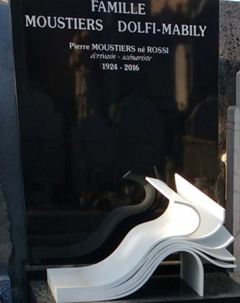 FAMILLE
MOUSTIERS DOLFI-MABILY
Pierre MOUSTIERS né ROSSI
écrivain - scénariste
1924 - 2016